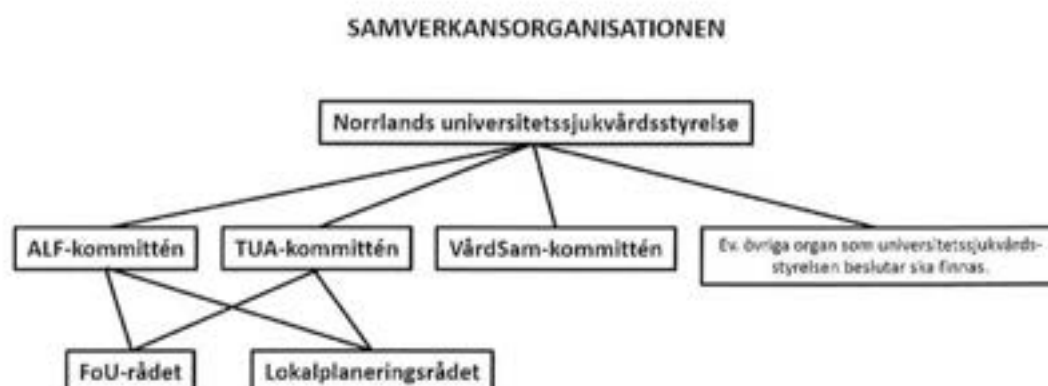 SAMVERKANSORGANISATIONEN
Norrlands universitetssjukvårdsstyrelse
ALF-kommittén
TUA-kommittén
VårdSam-kommittén
Ev. övriga organ som universitetssjukvårds-
styrelsen beslutar ska finnas.
FoU-rådet
Lokalplaneringsrådet